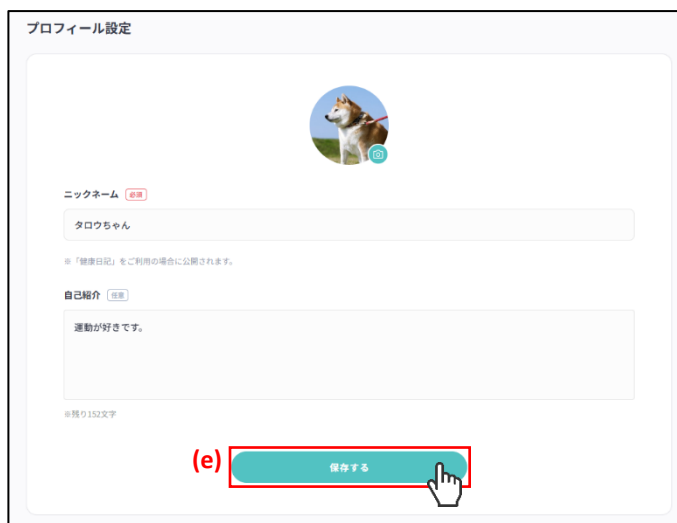 プロフィール設定
ニックネーム 必須
タロウちゃん
※「健康日記」をご利用の場合に公開されます。
自己紹介 任意
運動が好きです。
※残り152文字
(e) 保存する